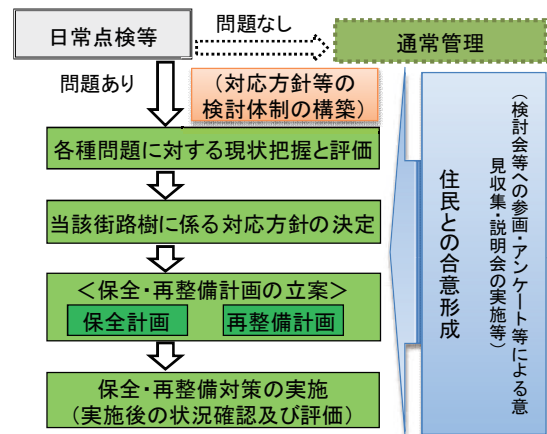 日常点検等
問題なし
通常管理
問題あり
（対応方針等の
検討体制の構築）
各種問題に対する現状把握と評価
当該街路樹に係る対応方針の決定
＜保全・再整備計画の立案＞
保全計画
再整備計画
保全・再整備対策の実施
（実施後の状況確認及び評価）
住民との合意形成
（検討会等への参画・アンケート等による意
見収集・説明会の実施等）